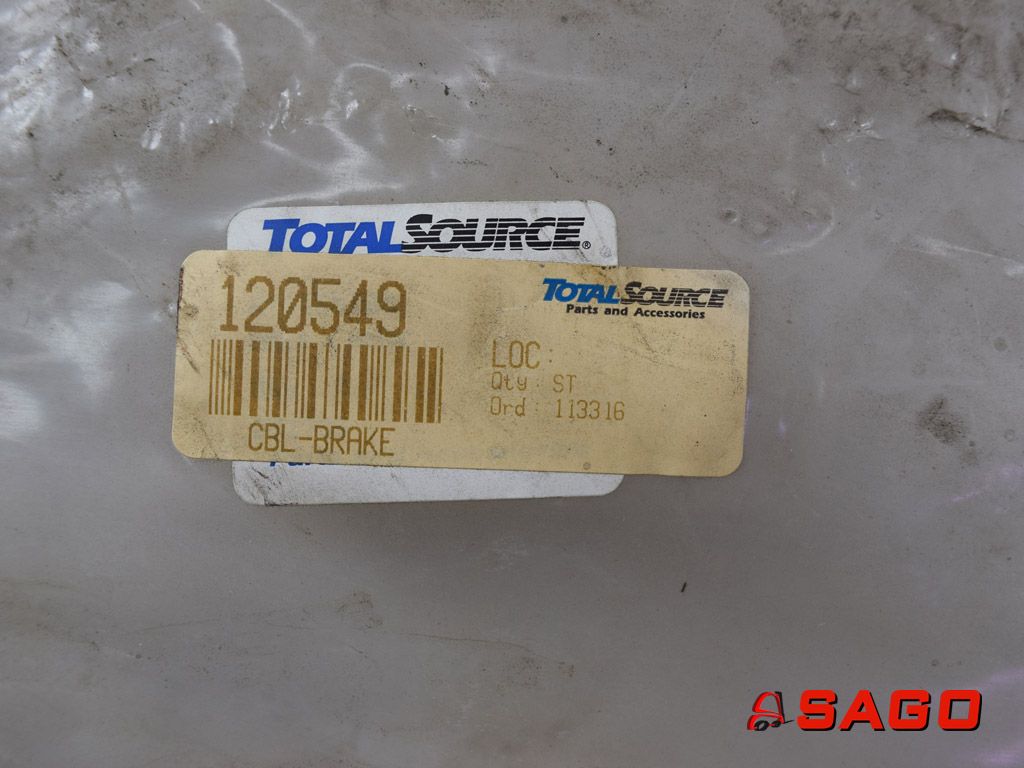 TOTALSOURCE®
120549
TOTALSOURCE
Parts and Accessories
LOC:
Qty : ST
Ord : 113316
CBL-BRAKE
SAGO